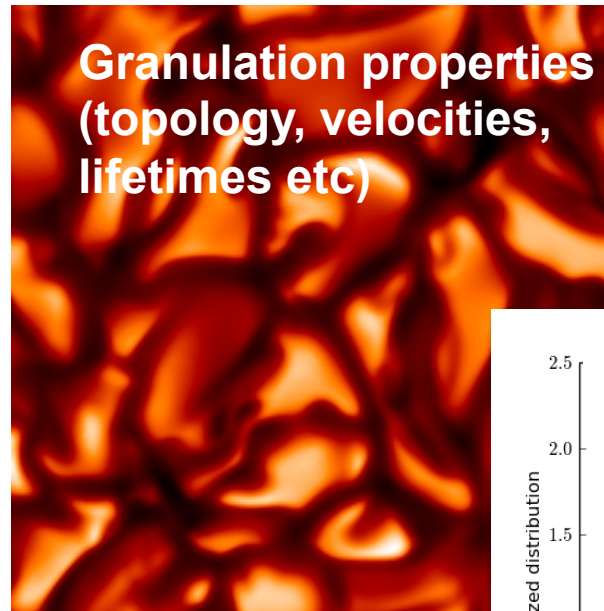 Granulation properties
(topology, velocities,
lifetimes etc)
2.5
2.0
1.5
zed distribution